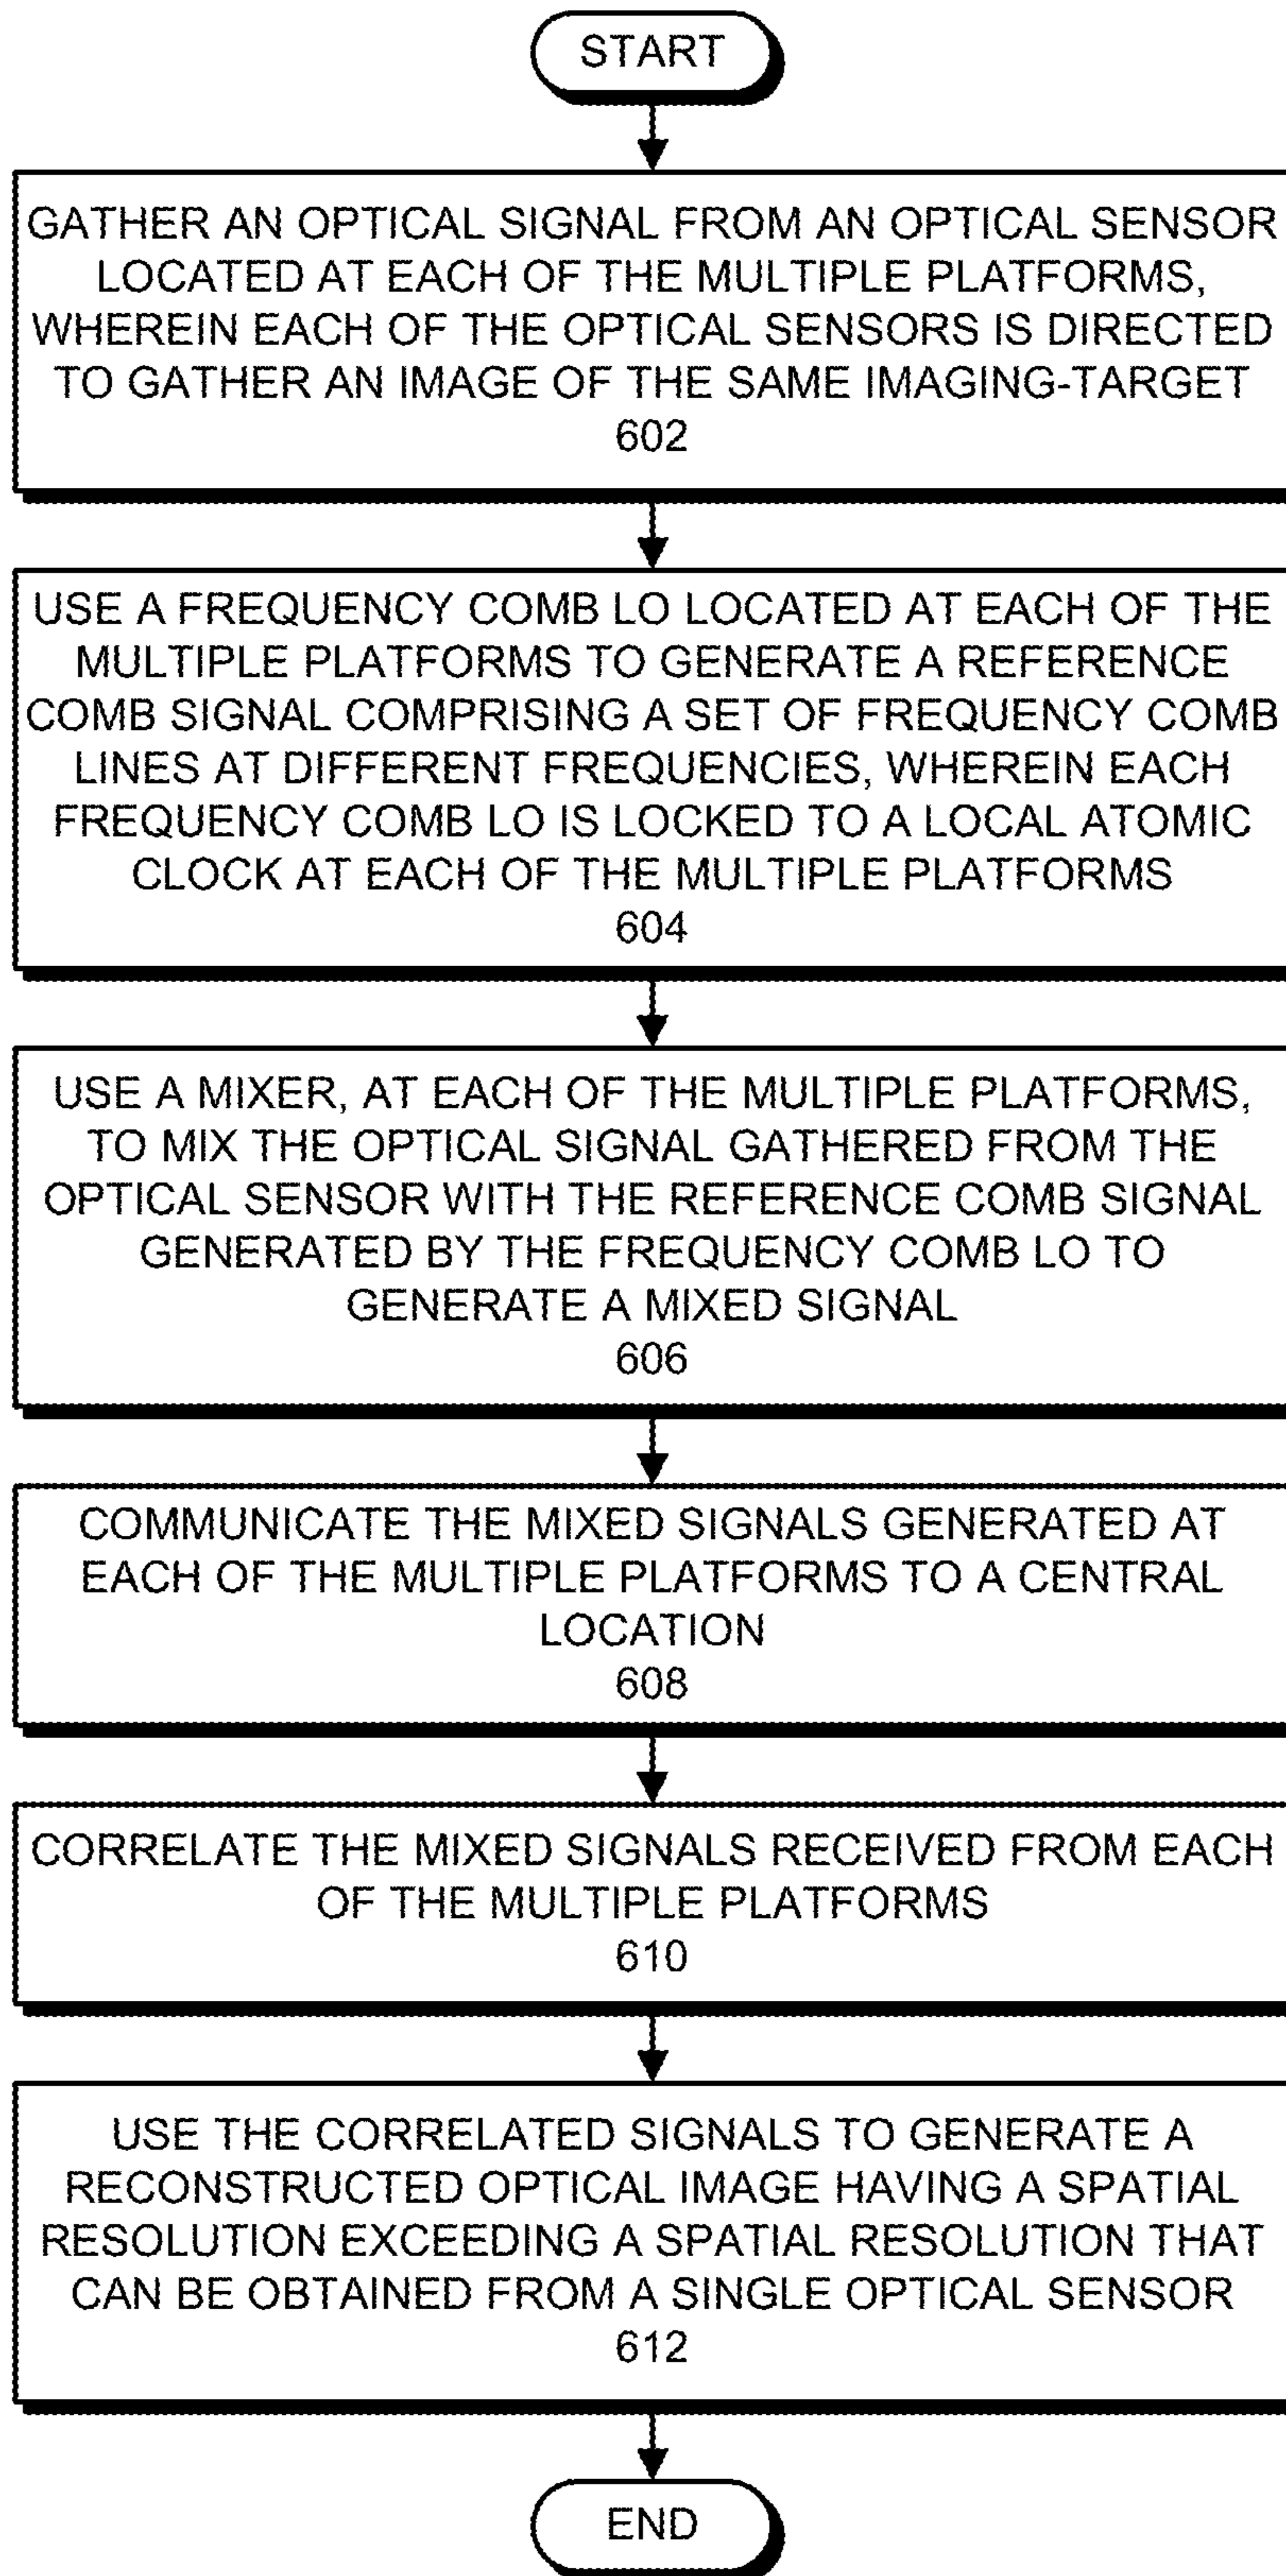 START
GATHER AN OPTICAL SIGNAL FROM AN OPTICAL SENSOR
LOCATED AT EACH OF THE MULTIPLE PLATFORMS,
WHEREIN EACH OF THE OPTICAL SENSORS IS DIRECTED
TO GATHER AN IMAGE OF THE SAME IMAGING-TARGET
602
USE A FREQUENCY COMB LO LOCATED AT EACH OF THE
MULTIPLE PLATFORMS TO GENERATE A REFERENCE
COMB SIGNAL COMPRISING A SET OF FREQUENCY COMB
LINES AT DIFFERENT FREQUENCIES, WHEREIN EACH
FREQUENCY COMB LO IS LOCKED TO A LOCAL ATOMIC
CLOCK AT EACH OF THE MULTIPLE PLATFORMS
604
USE A MIXER, AT EACH OF THE MULTIPLE PLATFORMS,
TO MIX THE OPTICAL SIGNAL GATHERED FROM THE
OPTICAL SENSOR WITH THE REFERENCE COMB SIGNAL
GENERATED BY THE FREQUENCY COMB LO TO
GENERATE A MIXED SIGNAL
606
COMMUNICATE THE MIXED SIGNALS GENERATED AT
EACH OF THE MULTIPLE PLATFORMS TO A CENTRAL
LOCATION
608
CORRELATE THE MIXED SIGNALS RECEIVED FROM EACH
OF THE MULTIPLE PLATFORMS
610
USE THE CORRELATED SIGNALS TO GENERATE A
RECONSTRUCTED OPTICAL IMAGE HAVING A SPATIAL
RESOLUTION EXCEEDING A SPATIAL RESOLUTION THAT
CAN BE OBTAINED FROM A SINGLE OPTICAL SENSOR
612
END